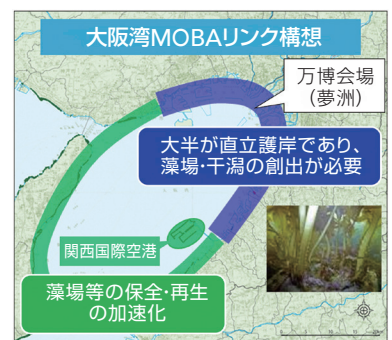 大阪湾MOBAリンク構想
万博会場
(夢洲)
大半が直立護岸であり、
藻場・干潟の創出が必要
関西国際空港
藻場等の保全・再生
の加速化